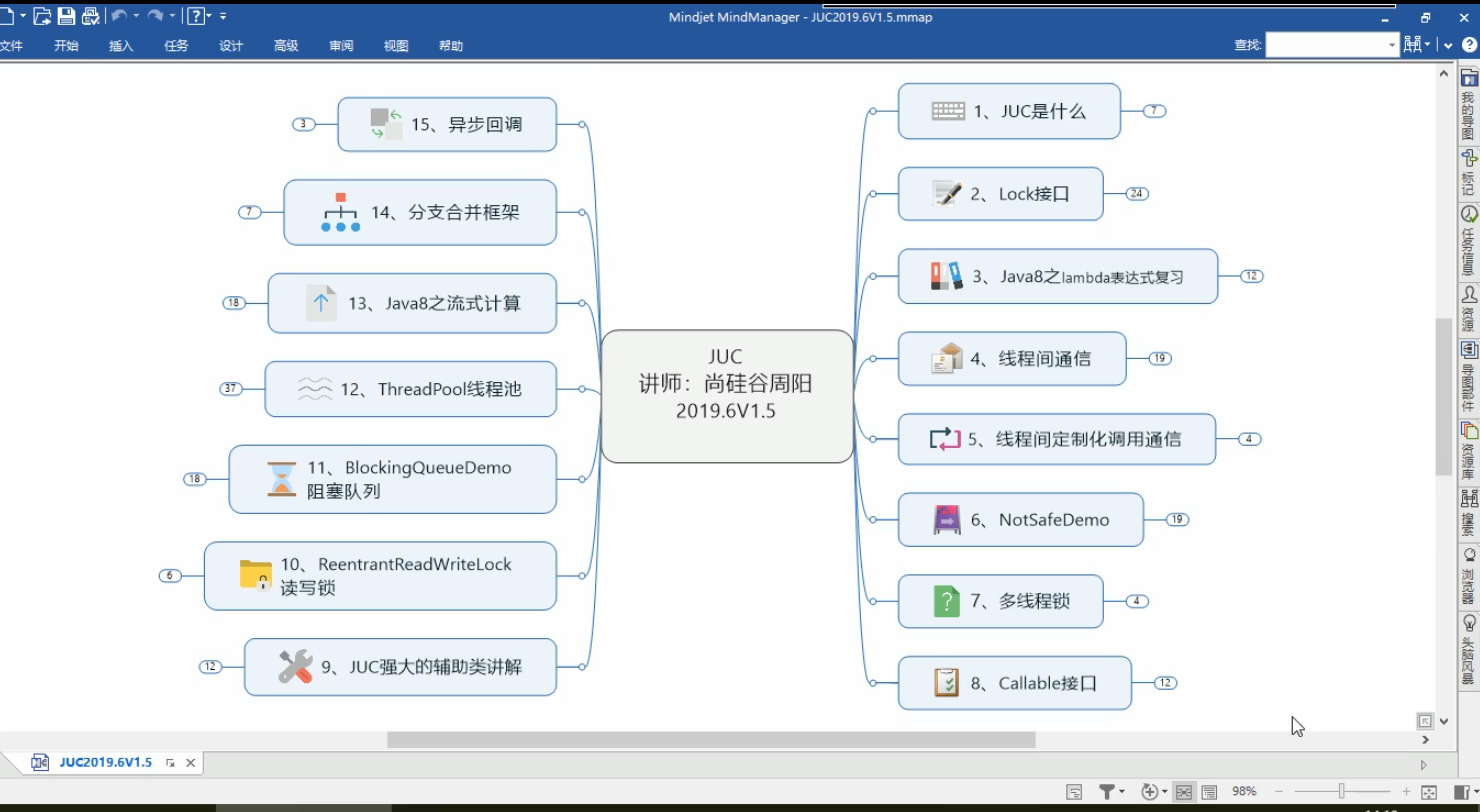 Mindjet MindManager - JUC2019.6V1.5.mmap
文件 开始 插入 任务 设计 高级 审阅 视图 帮助 查找:
15、异步回调
3
14、分支合并框架
7
13、Java8之流式计算
18
12、ThreadPool线程池
37
11、BlockingQueueDemo
阻塞队列
18
10、ReentrantReadWriteLock
读写锁
6
9、JUC强大的辅助类讲解
12
JUC
讲师：尚硅谷周阳
2019.6V1.5
1、JUC是什么
7
2、Lock接口
24
3、Java8之lambda表达式复习
12
4、线程间通信
19
5、线程间定制化调用通信
4
6、NotSafeDemo
19
7、多线程锁
4
8、Callable接口
12
我的导图
标记
任务信息
资源
导图部件
资源库
搜索
浏览器
头脑风暴
JUC2019.6V1.5
98%